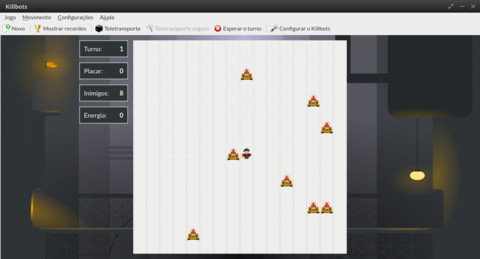 Killbots
Jogo Movimento Configurações Ajuda
Novo Mostrar recordes Teletransporte Teletransporte seguro Esperar o turno Configurar o Killbots
Turno: 1
Placar: 0
Inimigos: 8
Energia: 0